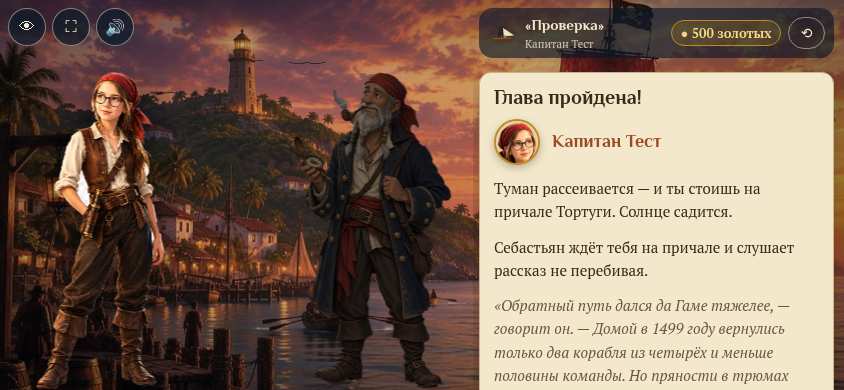 «Проверка»
Капитан Тест
● 500 золотых
Глава пройдена!
Капитан Тест
Туман рассеивается — и ты стоишь на
причале Тортуги. Солнце садится.
Себастьян ждёт тебя на причале и слушает
рассказ не перебивая.
«Обратный путь дался да Гаме тяжелее, —
говорит он. — Домой в 1499 году вернулись
только два корабля из четырёх и меньше
половины команды. Но пряности в трюмах